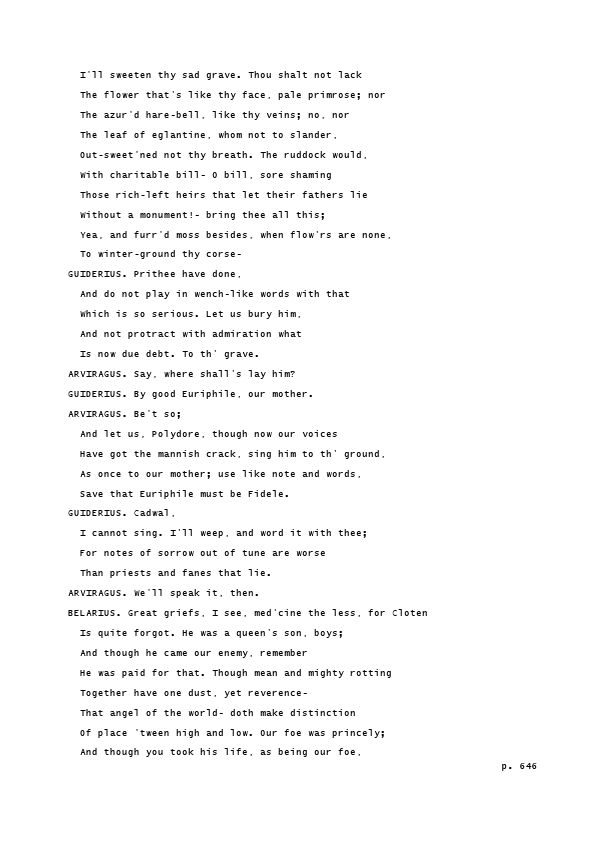 I'll sweeten thy sad grave. Thou shalt not lack
The flower that's like thy face, pale primrose; nor
The azur'd hare-bell, like thy veins; no, nor
The leaf of eglantine, whom not to slander,
Out-sweet'ned not thy breath. The ruddock would,
With charitable bill- O bill, sore shaming
Those rich-left heirs that let their fathers lie
Without a monument!- bring thee all this;
Yea, and furr'd moss besides, when flow'rs are none,
To winter-ground thy corse-
GUIDERIUS. Prithee have done,
And do not play in wench-like words with that
Which is so serious. Let us bury him,
And not protract with admiration what
Is now due debt. To th' grave.
ARVIRAGUS. Say, where shall's lay him?
GUIDERIUS. By good Euriphile, our mother.
ARVIRAGUS. Be't so;
And let us, Polydore, though now our voices
Have got the mannish crack, sing him to th' ground,
As once to our mother; use like note and words,
Save that Euriphile must be Fidele.
GUIDERIUS. Cadwal,
I cannot sing. I'll weep, and word it with thee;
For notes of sorrow out of tune are worse
Than priests and fanes that lie.
ARVIRAGUS. We'll speak it, then.
BELARIUS. Great griefs, I see, med'cine the less, for Cloten
Is quite forgot. He was a queen's son, boys;
And though he came our enemy, remember
He was paid for that. Though mean and mighty rotting
Together have one dust, yet reverence-
That angel of the world- doth make distinction
Of place 'tween high and low. Our foe was princely;
And though you took his life, as being our foe,
p. 646